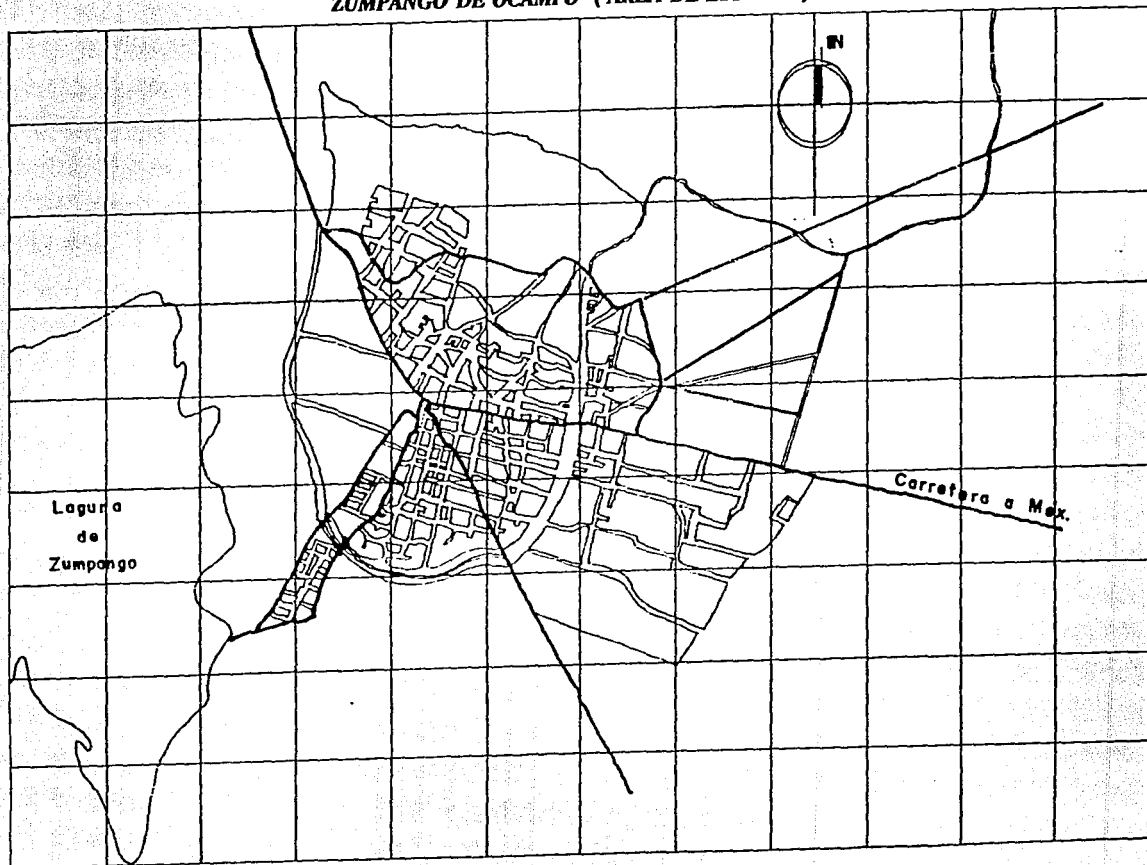 ZUMPANGO DE OCAMPO (
N
Laguna
de
Zumpango
Carretera a Mex.